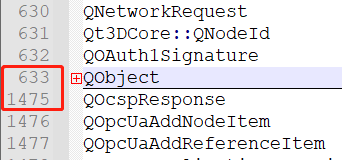 630 QNetworkRequest
631 Qt3DCore::QNodeId
632 QOAuth1Signature
633 QObject
1475 QOcspResponse
1476 QOpcUaAddNodeItem
1477 QOpcUaAddReferenceItem